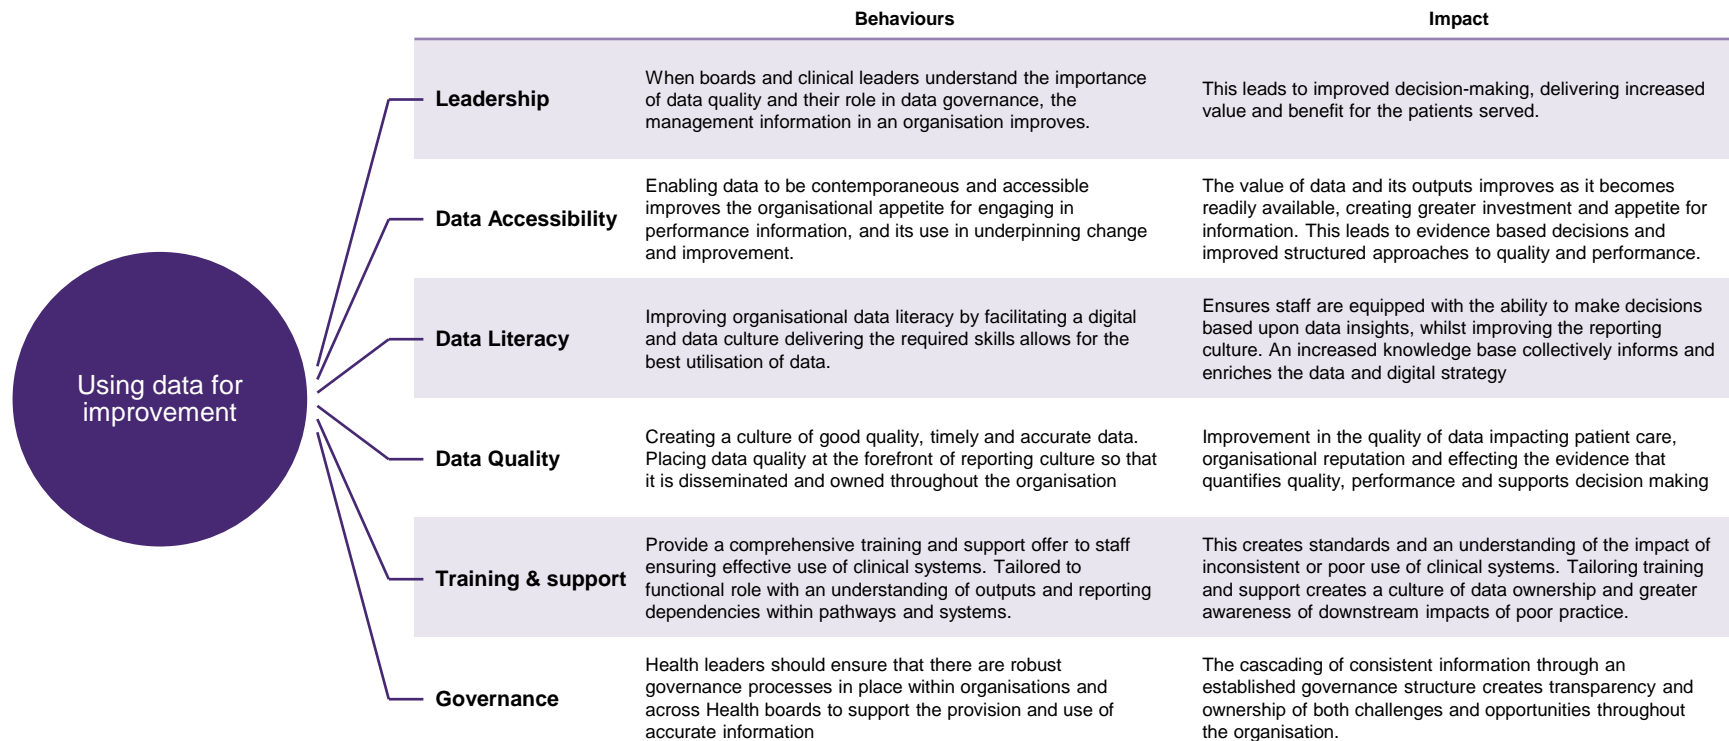 Behaviours
Impact
Using data for
improvement
Leadership
When boards and clinical leaders understand the importance
of data quality and their role in data governance, the
management information in an organisation improves.
This leads to improved decision-making, delivering increased
value and benefit for the patients served.
Data Accessibility
Enabling data to be contemporaneous and accessible
improves the organisational appetite for engaging in
performance information, and its use in underpinning change
and improvement.
The value of data and its outputs improves as it becomes
readily available, creating greater investment and appetite for
information. This leads to evidence based decisions and
improved structured approaches to quality and performance.
Data Literacy
Improving organisational data literacy by facilitating a digital
and data culture delivering the required skills allows for the
best utilisation of data.
Ensures staff are equipped with the ability to make decisions
based upon data insights, whilst improving the reporting
culture. An increased knowledge base collectively informs and
enriches the data and digital strategy
Data Quality
Creating a culture of good quality, timely and accurate data.
Placing data quality at the forefront of reporting culture so that
it is disseminated and owned throughout the organisation
Improvement in the quality of data impacting patient care,
organisational reputation and effecting the evidence that
quantifies quality, performance and supports decision making
Training & support
Provide a comprehensive training and support offer to staff
ensuring effective use of clinical systems. Tailored to
functional role with an understanding of outputs and reporting
dependencies within pathways and systems.
This creates standards and an understanding of the impact of
inconsistent or poor use of clinical systems. Tailoring training
and support creates a culture of data ownership and greater
awareness of downstream impacts of poor practice.
Governance
Health leaders should ensure that there are robust
governance processes in place within organisations and
across Health boards to support the provision and use of
accurate information
The cascading of consistent information through an
established governance structure creates transparency and
ownership of both challenges and opportunities throughout
the organisation.